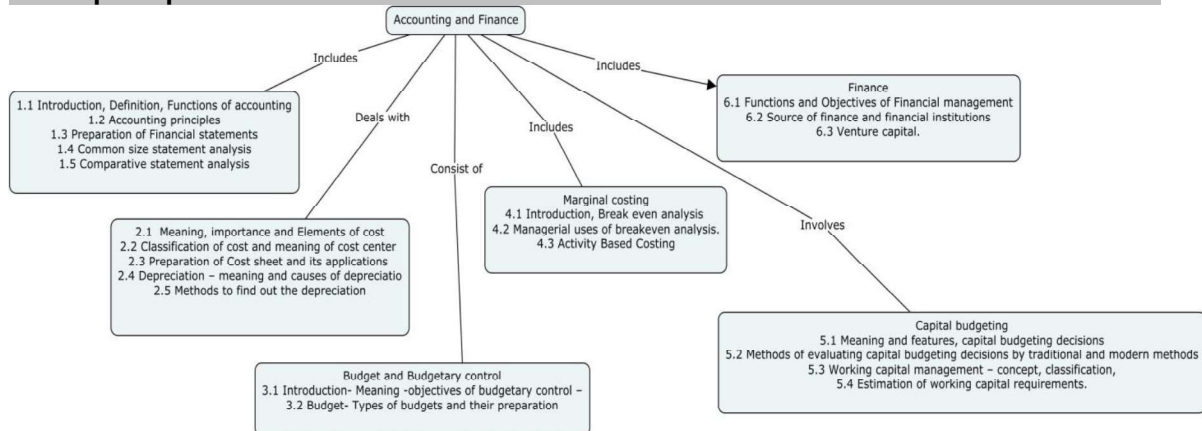 Accounting and Finance
Includes
1.1 Introduction, Definition, Functions of accounting
1.2 Accounting principles
1.3 Preparation of Financial statements
1.4 Common size statement analysis
1.5 Comparative statement analysis
Deals with
2.1 Meaning, importance and Elements of cost
2.2 Classification of cost and meaning of cost center
2.3 Preparation of Cost sheet and its applications
2.4 Depreciation – meaning and causes of depreciatio
2.5 Methods to find out the depreciation
Consist of
Budget and Budgetary control
3.1 Introduction- Meaning -objectives of budgetary control –
3.2 Budget- Types of budgets and their preparation
Includes
Marginal costing
4.1 Introduction, Break even analysis
4.2 Managerial uses of breakeven analysis.
4.3 Activity Based Costing
Involves
Capital budgeting
5.1 Meaning and features, capital budgeting decisions
5.2 Methods of evaluating capital budgeting decisions by traditional and modern methods
5.3 Working capital management – concept, classification,
5.4 Estimation of working capital requirements.
Includes
Finance
6.1 Functions and Objectives of Financial management
6.2 Source of finance and financial institutions
6.3 Venture capital.